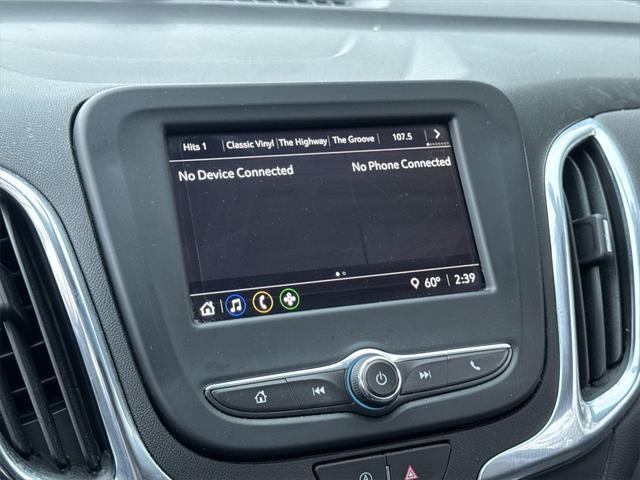 Hits 1 Classic Vinyl The Highway The Groove 107.5
No Device Connected No Phone Connected
60° 2:39
A